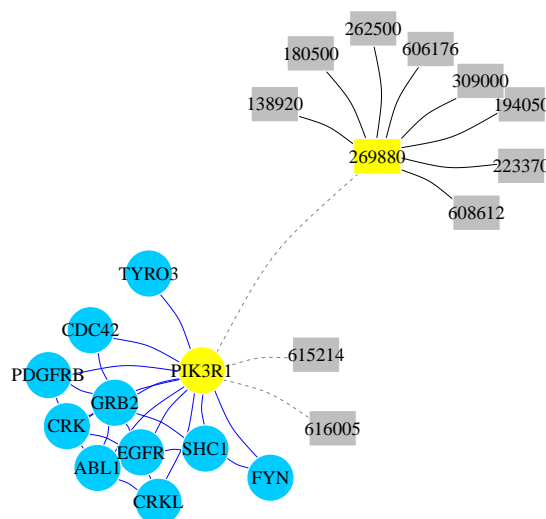 262500
606176
180500
309000
138920
194050
269880
223370
608612
TYRO3
CDC42
615214
PIK3R1
PDGFRB
GRB2
616005
CRK
EGFR
SHC1
ABL1
FYN
CRKL